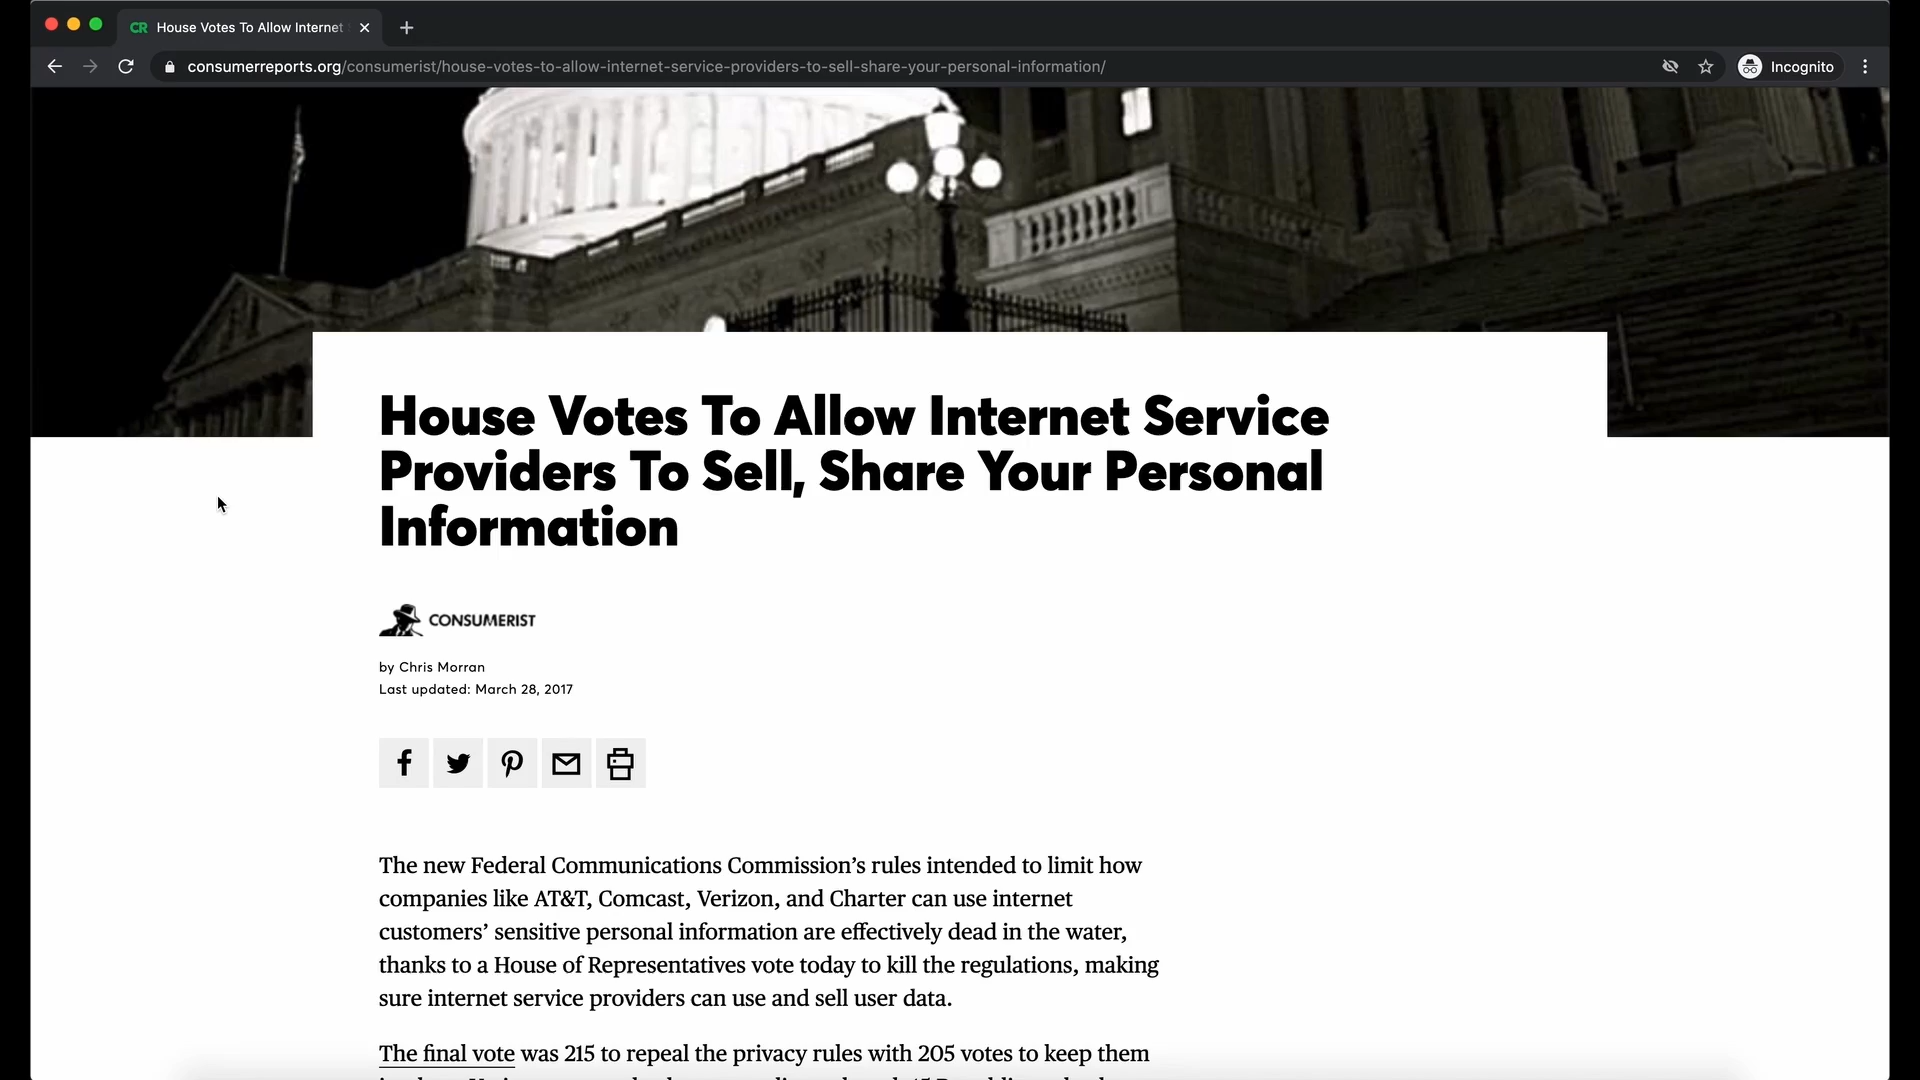 CR House Votes To Allow Internet
consumerreports.org/consumerist/house-votes-to-allow-internet-service-providers-to-sell-share-your-personal-information/
Incognito
House Votes To Allow Internet Service
Providers To Sell, Share Your Personal
Information
CONSUMERIST
by Chris Morran
Last updated: March 28, 2017
The new Federal Communications Commission’s rules intended to limit how
companies like AT&T, Comcast, Verizon, and Charter can use internet
customers’ sensitive personal information are effectively dead in the water,
thanks to a House of Representatives vote today to kill the regulations, making
sure internet service providers can use and sell user data.
The final vote was 215 to repeal the privacy rules with 205 votes to keep them